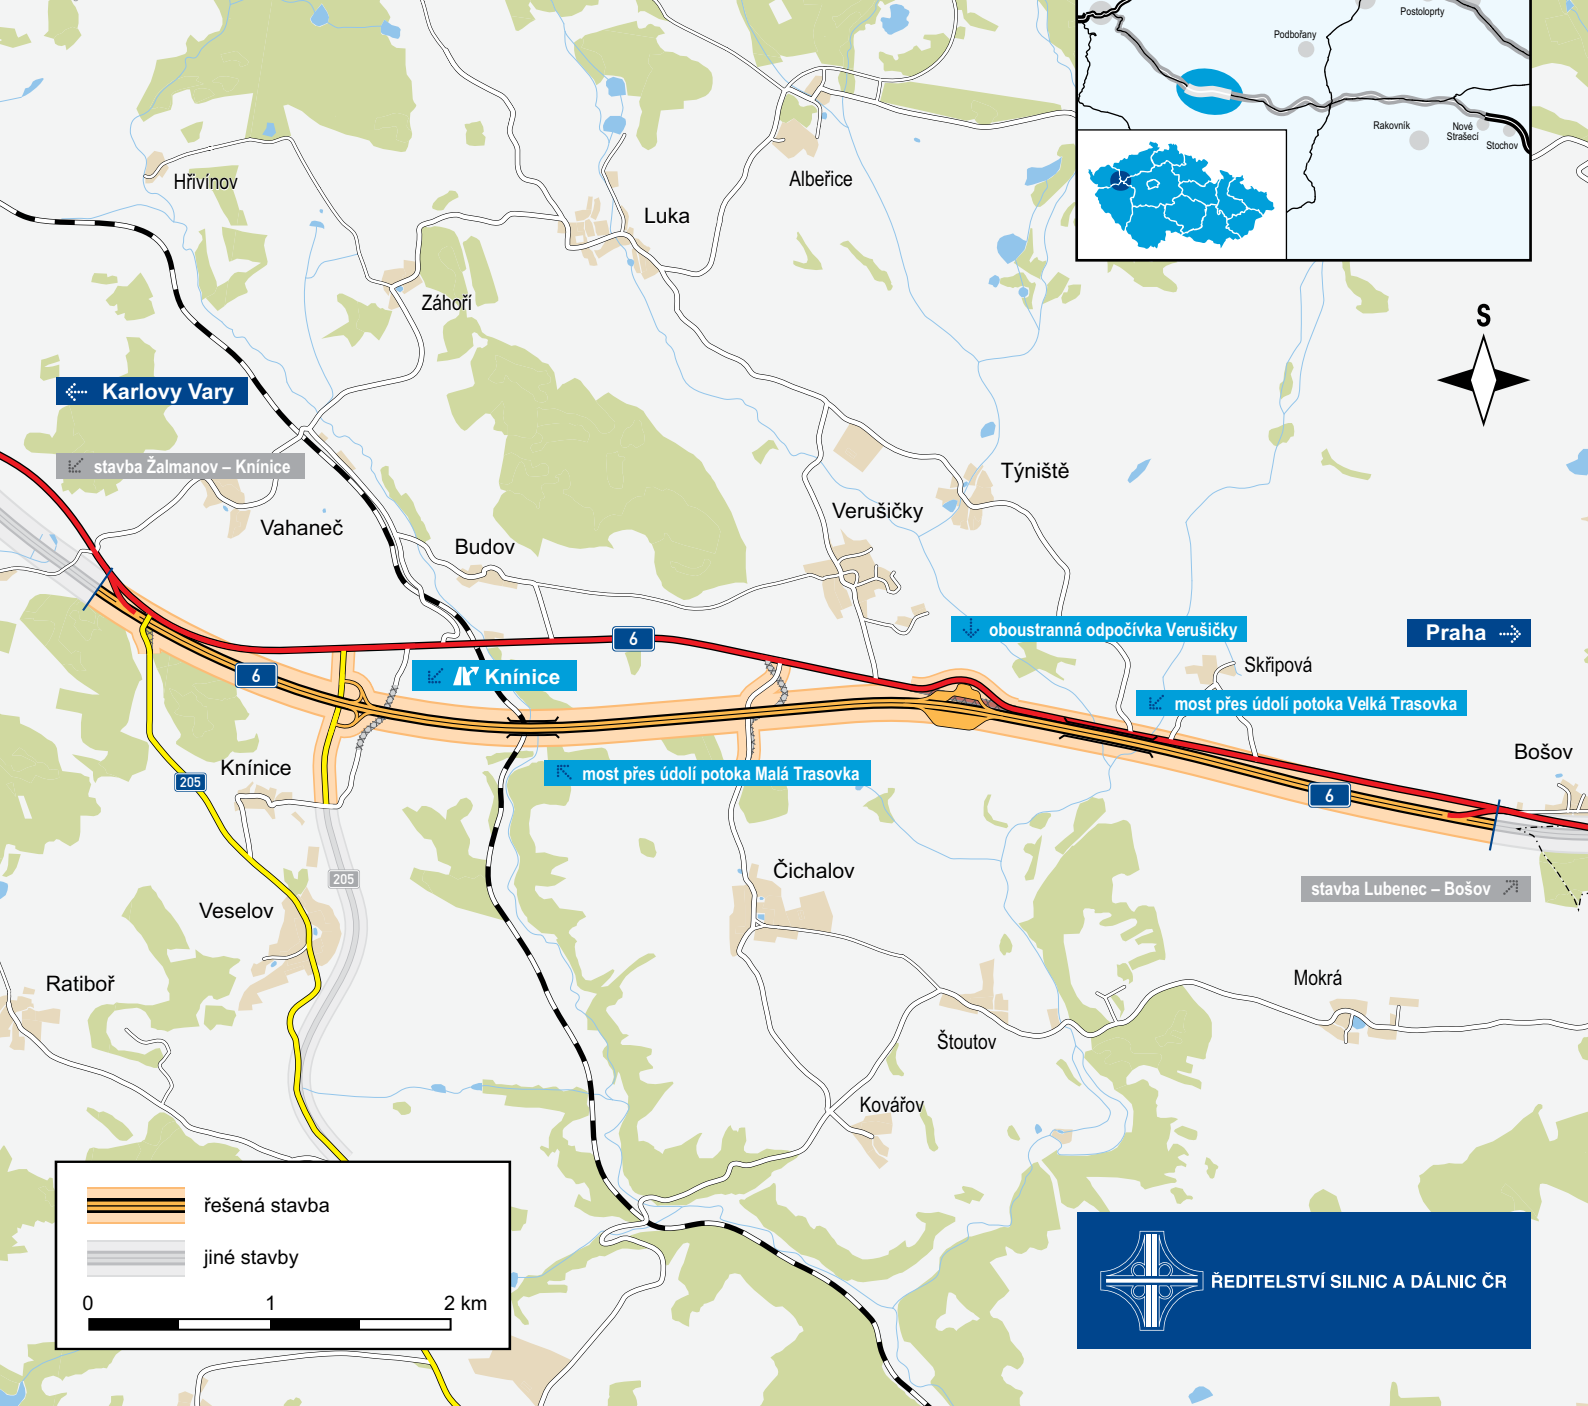 Postoloprty
Podbořany
Rakovník
Nové
Strašecí
Stochov
Hřivínov
Albeřice
Luka
Záhoří
S
Karlovy Vary
stavba Žalmanov – Knínice
Týniště
Verušičky
Vahaneč
Budov
oboustranná odpočívka Verušičky
Praha
6
Skřipová
6
Knínice
most přes údolí potoka Velká Trasovka
Bošov
Knínice
205
most přes údolí potoka Malá Trasovka
6
Čichalov
205
stavba Lubenec – Bošov
Veselov
Ratiboř
Mokrá
Štoutov
Kovářov
řešená stavba
jiné stavby
0 1 2 km
ŘEDITELSTVÍ SILNIC A DÁLNIC ČR